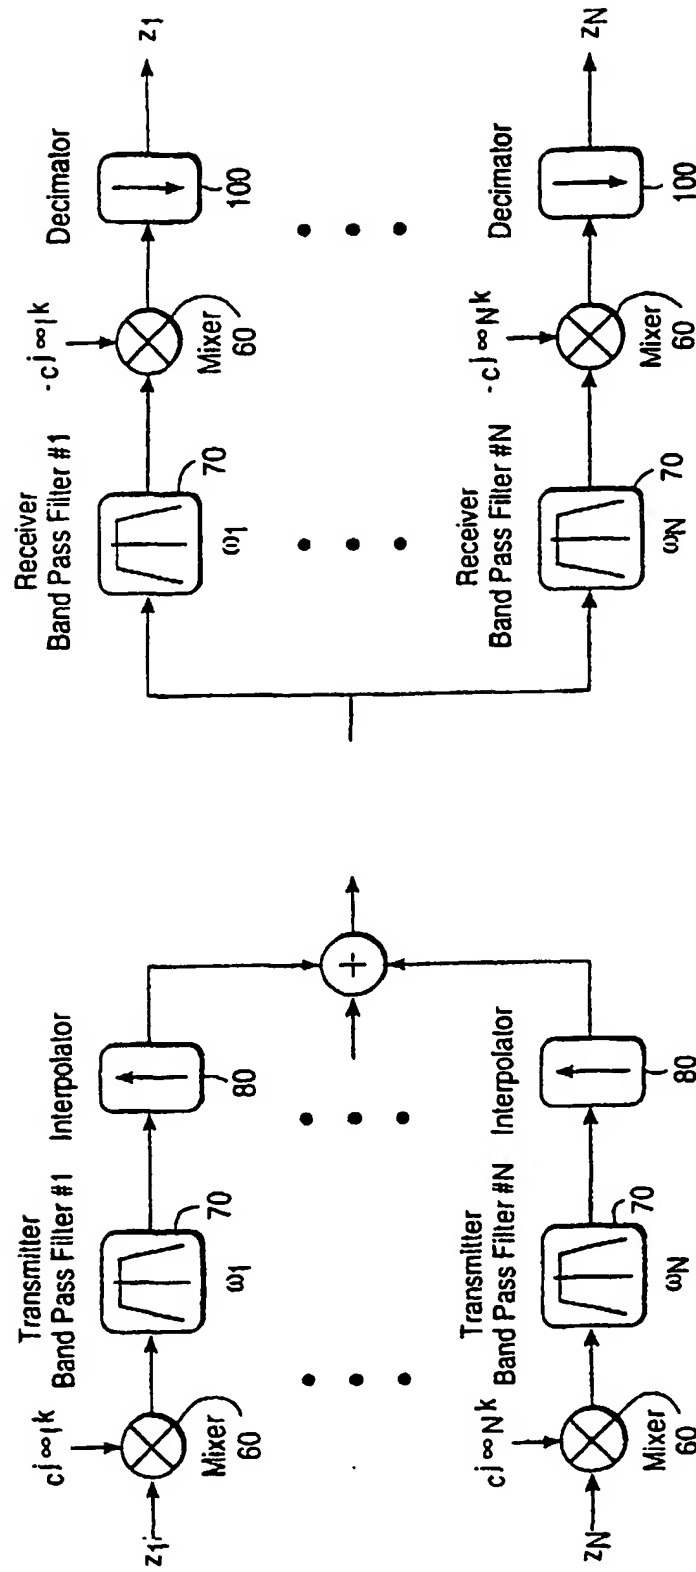 z1i
cj∞1k
Mixer
60
Transmitter
Band Pass Filter #1
70
ω1
Interpolator
80
+
zN
cj∞Nk
Mixer
60
Transmitter
Band Pass Filter #N
70
ωN
Interpolator
80
Receiver
Band Pass Filter #1
70
ω1
-cj∞1k
Mixer
60
Decimator
100
z1
Receiver
Band Pass Filter #N
70
ωN
-cj∞Nk
Mixer
60
Decimator
100
zN